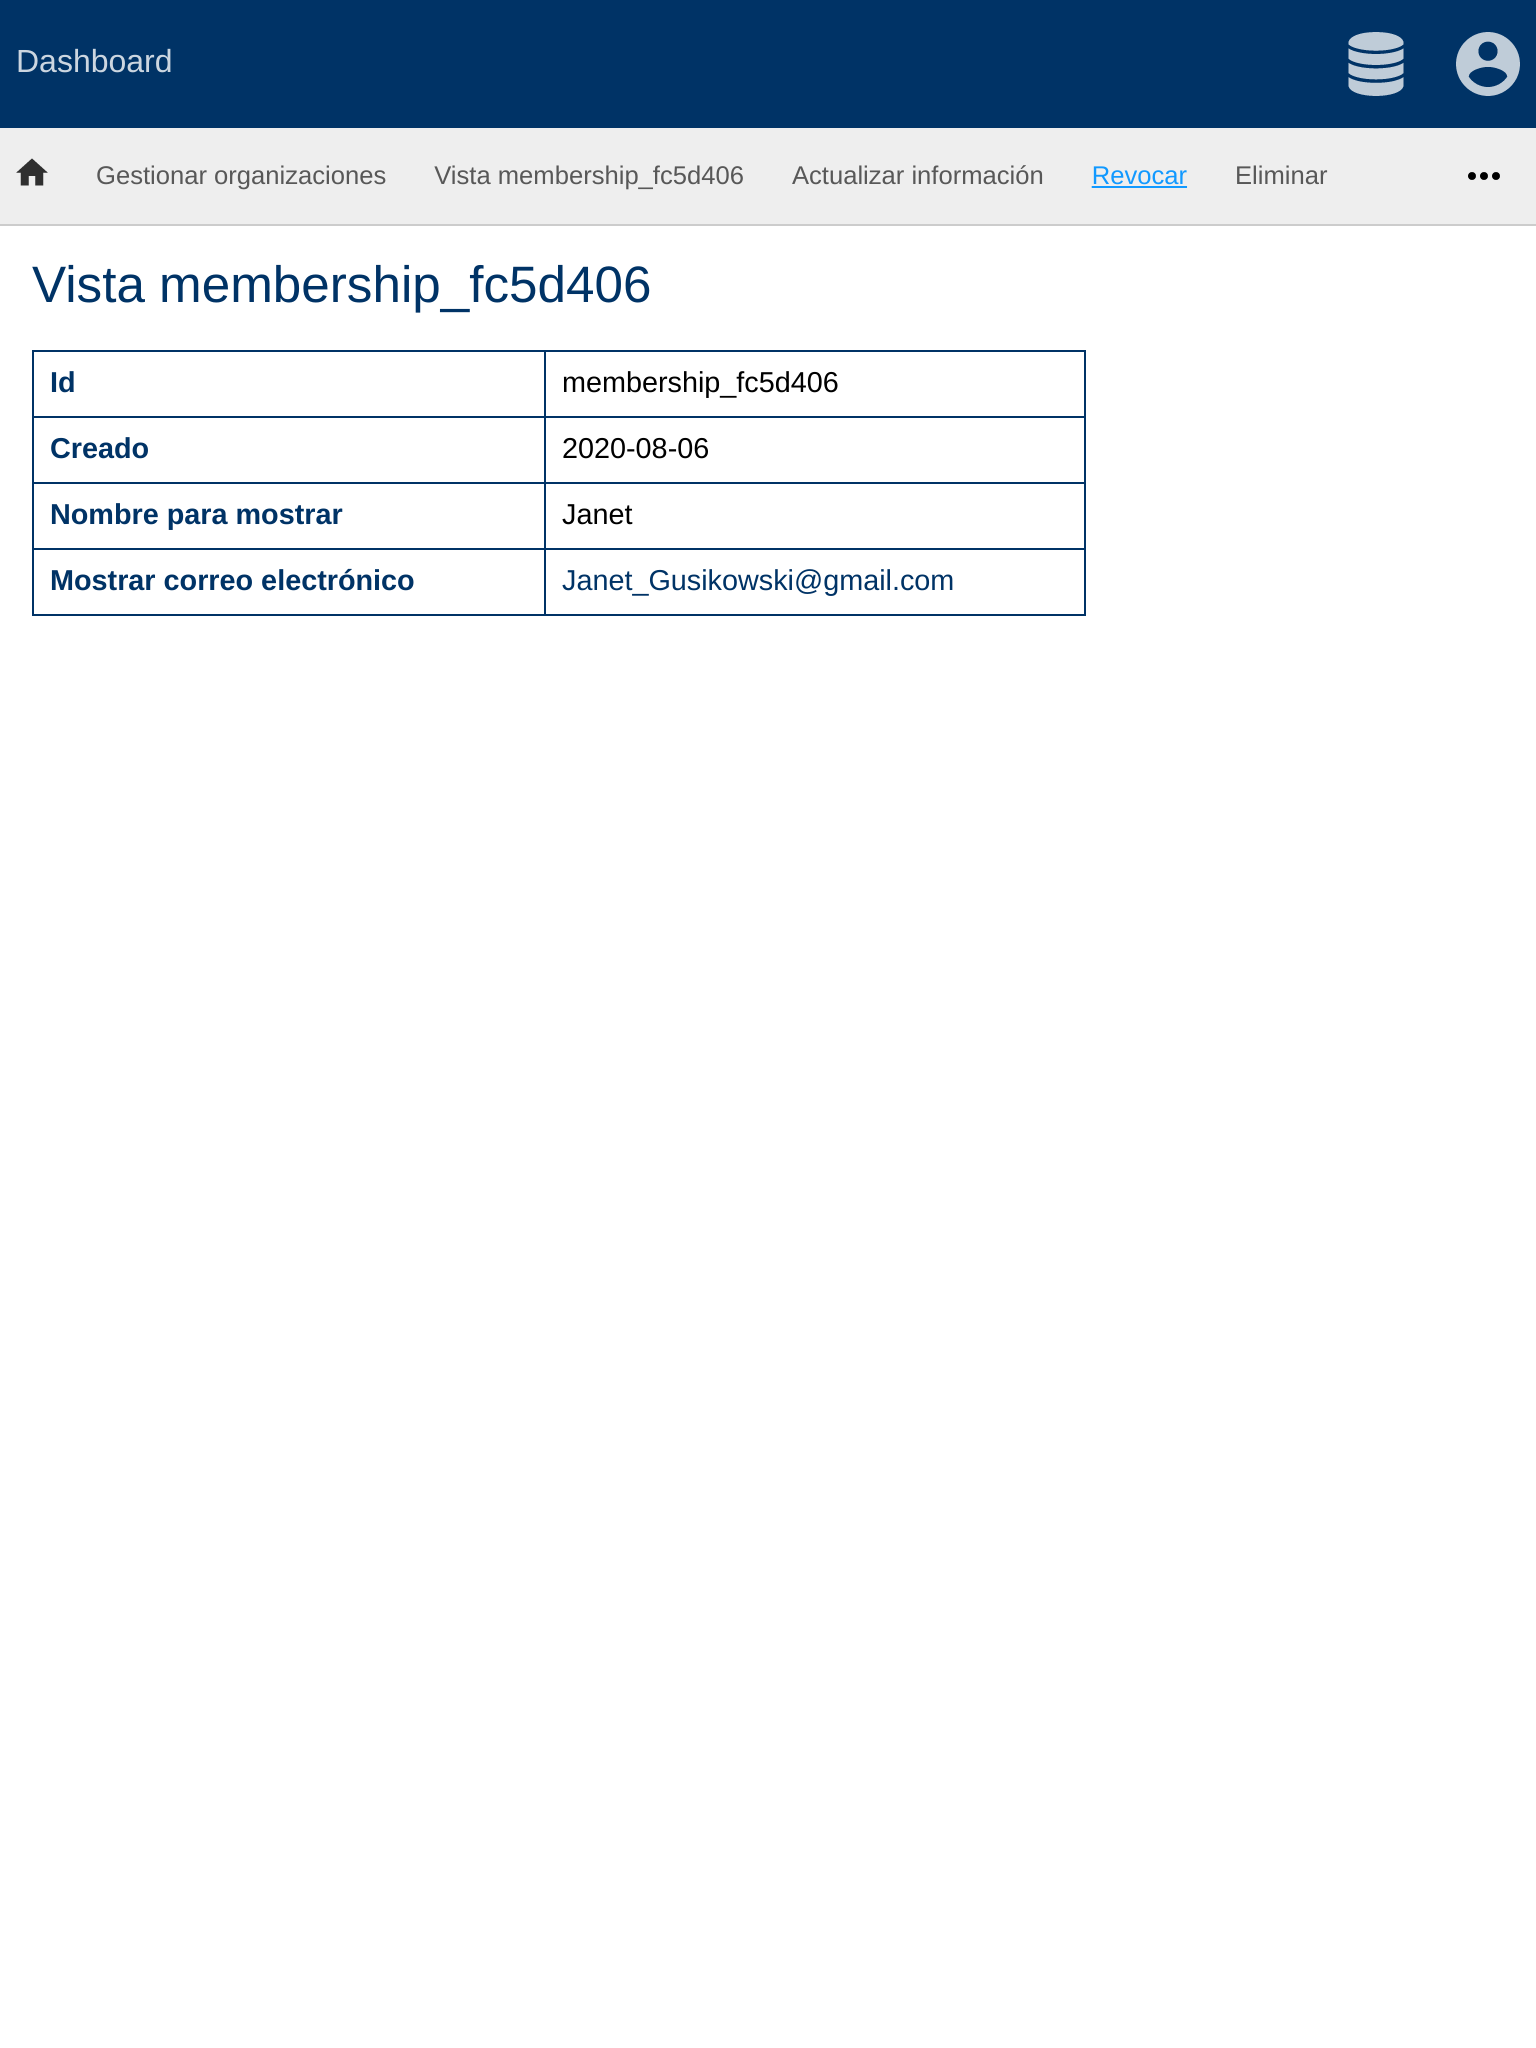 Dashboard
Gestionar organizaciones Vista membership_fc5d406 Actualizar información Revocar Eliminar
Vista membership_fc5d406
Id membership_fc5d406
Creado 2020-08-06
Nombre para mostrar Janet
Mostrar correo electrónico Janet_Gusikowski@gmail.com